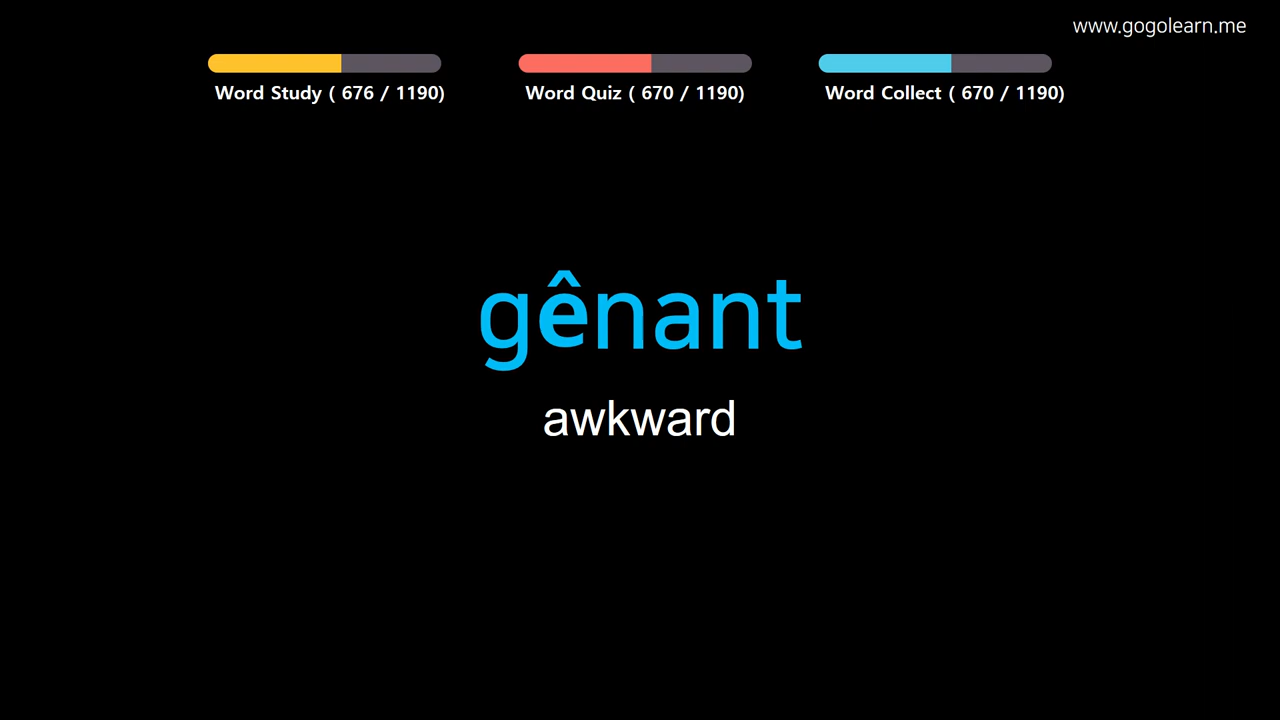 www.gogolearn.me
Word Study ( 676 / 1190)
Word Quiz ( 670 / 1190)
Word Collect ( 670 / 1190)
gênant
awkward